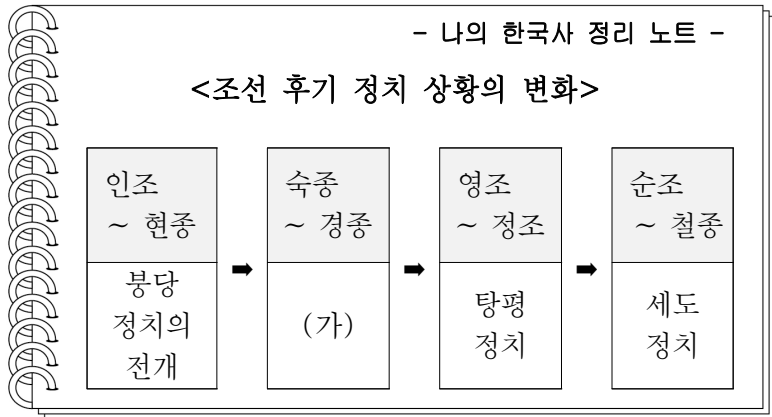 - 나의 한국사 정리 노트 -
<조선 후기 정치 상황의 변화>
인조
~ 현종
붕당
정치의
전개
숙종
~ 경종
(가)
영조
~ 정조
탕평
정치
순조
~ 철종
세도
정치